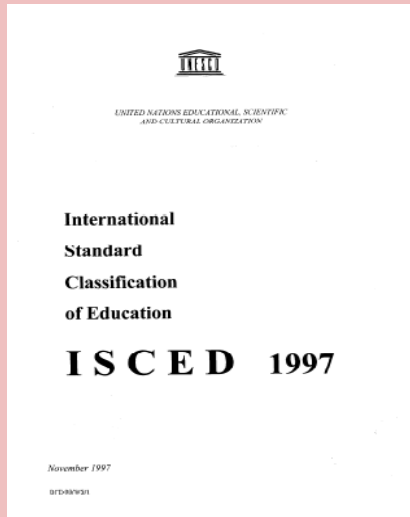 UNESCO
UNITED NATIONS EDUCATIONAL, SCIENTIFIC
AND CULTURAL ORGANIZATION
International
Standard
Classification
of Education
ISCED 1997
November 1997